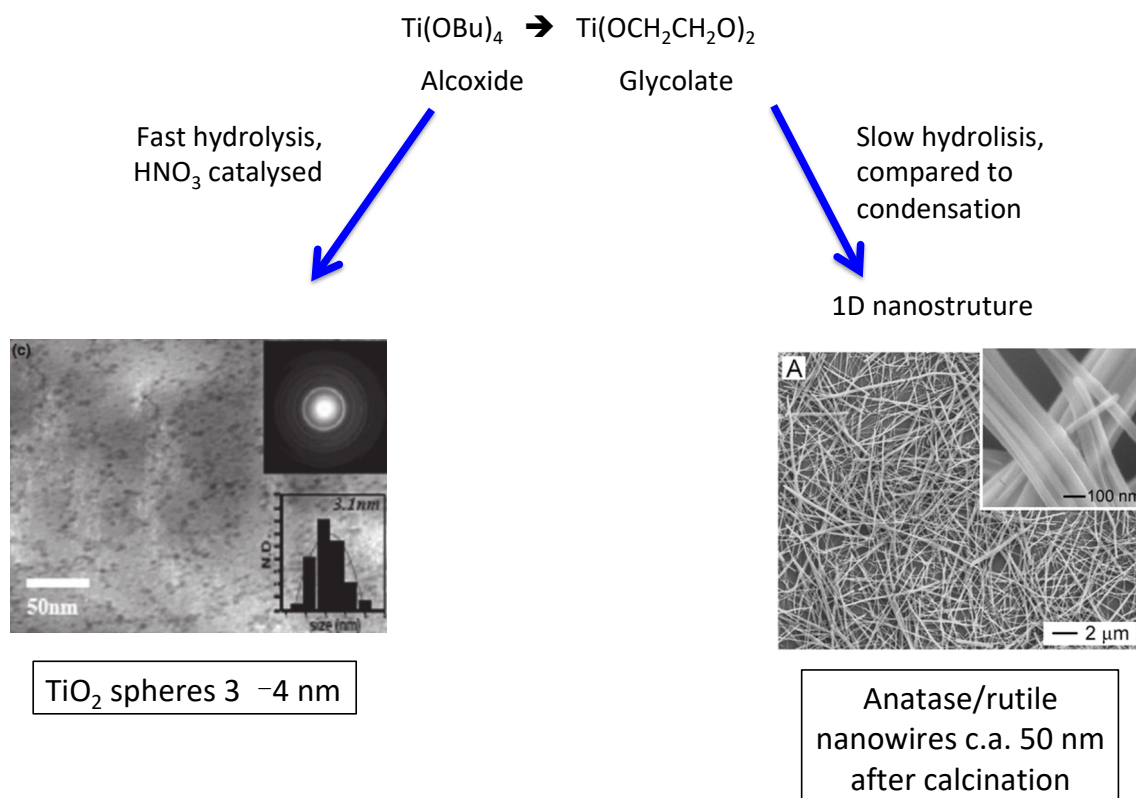 Ti(OBu)₄ ➔ Ti(OCH₂CH₂O)₂
Alcoxide Glycolate
Fast hydrolysis,
HNO₃ catalysed
Slow hydrolisis,
compared to
condensation
1D nanostruture
(c)
3.1nm
N.D.
size (nm)
50nm
A
100 nm
2 μm
TiO₂ spheres 3 –4 nm
Anatase/rutile
nanowires c.a. 50 nm
after calcination